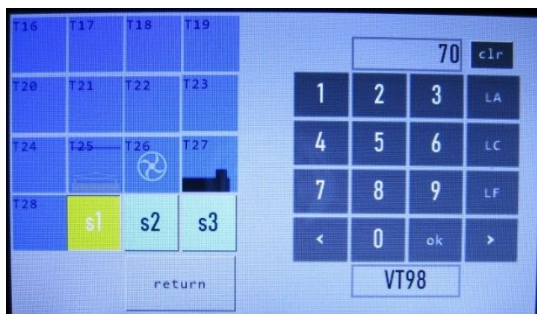 T16 T17 T18 T19
70 clr
T20 T21 T22 T23
1 2 3 LA
T24 T25 T26 T27
4 5 6 LC
7 8 9 LF
T28 s1 s2 s3
< 0 ok >
return
VT98